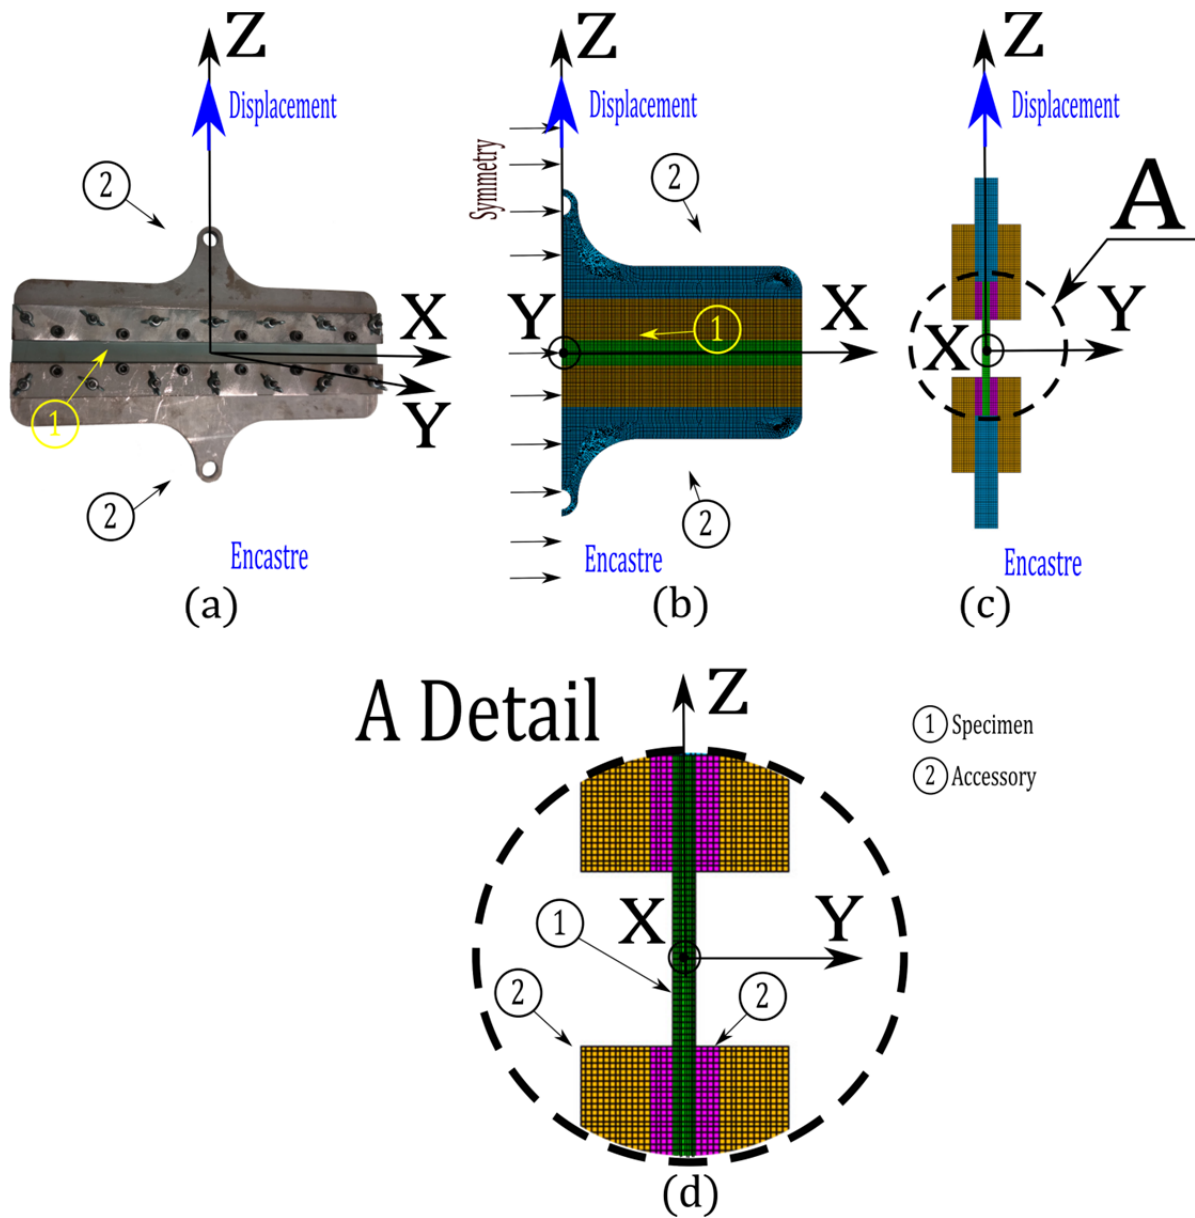 Z
Displacement
2
X
Y
1
2
Encastre
(a)
Z
Displacement
Symmetry
2
Y
X
1
2
Encastre
(b)
Z
Displacement
A
Y
X
Encastre
(c)
A Detail
Z
X
Y
1
2
2
(d)
1 Specimen
2 Accessory